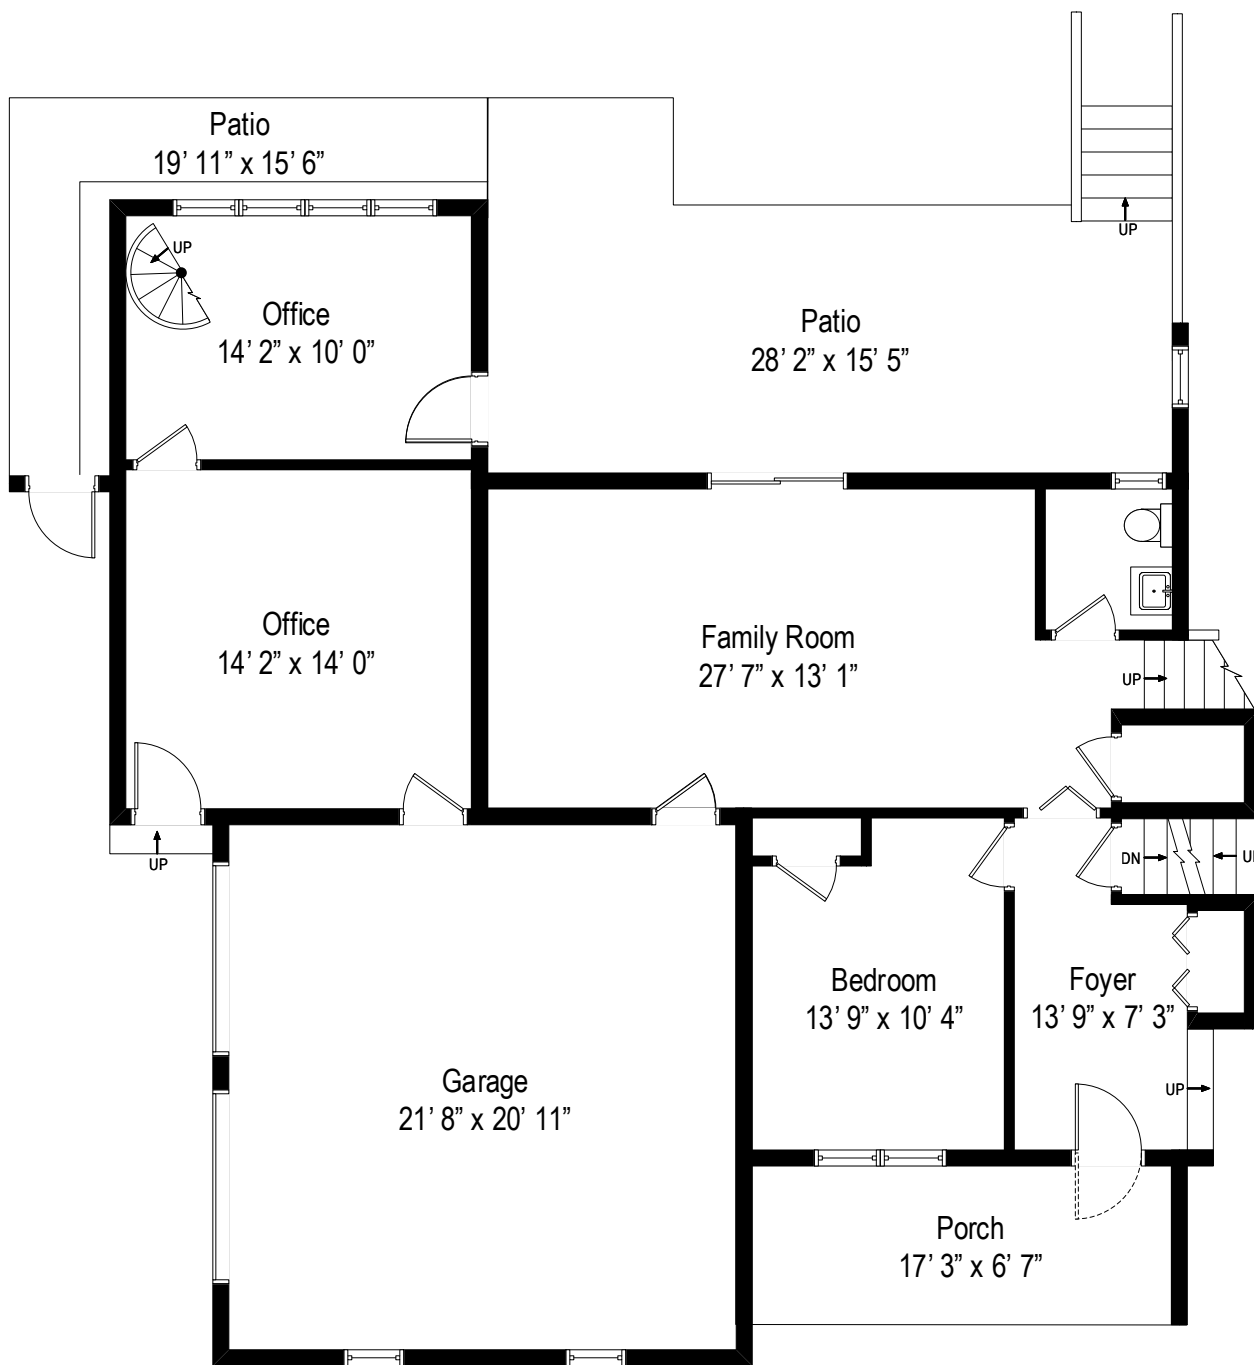 Patio
19’ 11” x 15’ 6”
UP
UP
Office
14’ 2” x 10’ 0”
Patio
28’ 2” x 15’ 5”
Office
14’ 2” x 14’ 0”
Family Room
27’ 7” x 13’ 1”
UP
UP
DN
Bedroom
13’ 9” x 10’ 4”
Foyer
13’ 9” x 7’ 3”
Garage
21’ 8” x 20’ 11”
UP
Porch
17’ 3” x 6’ 7”